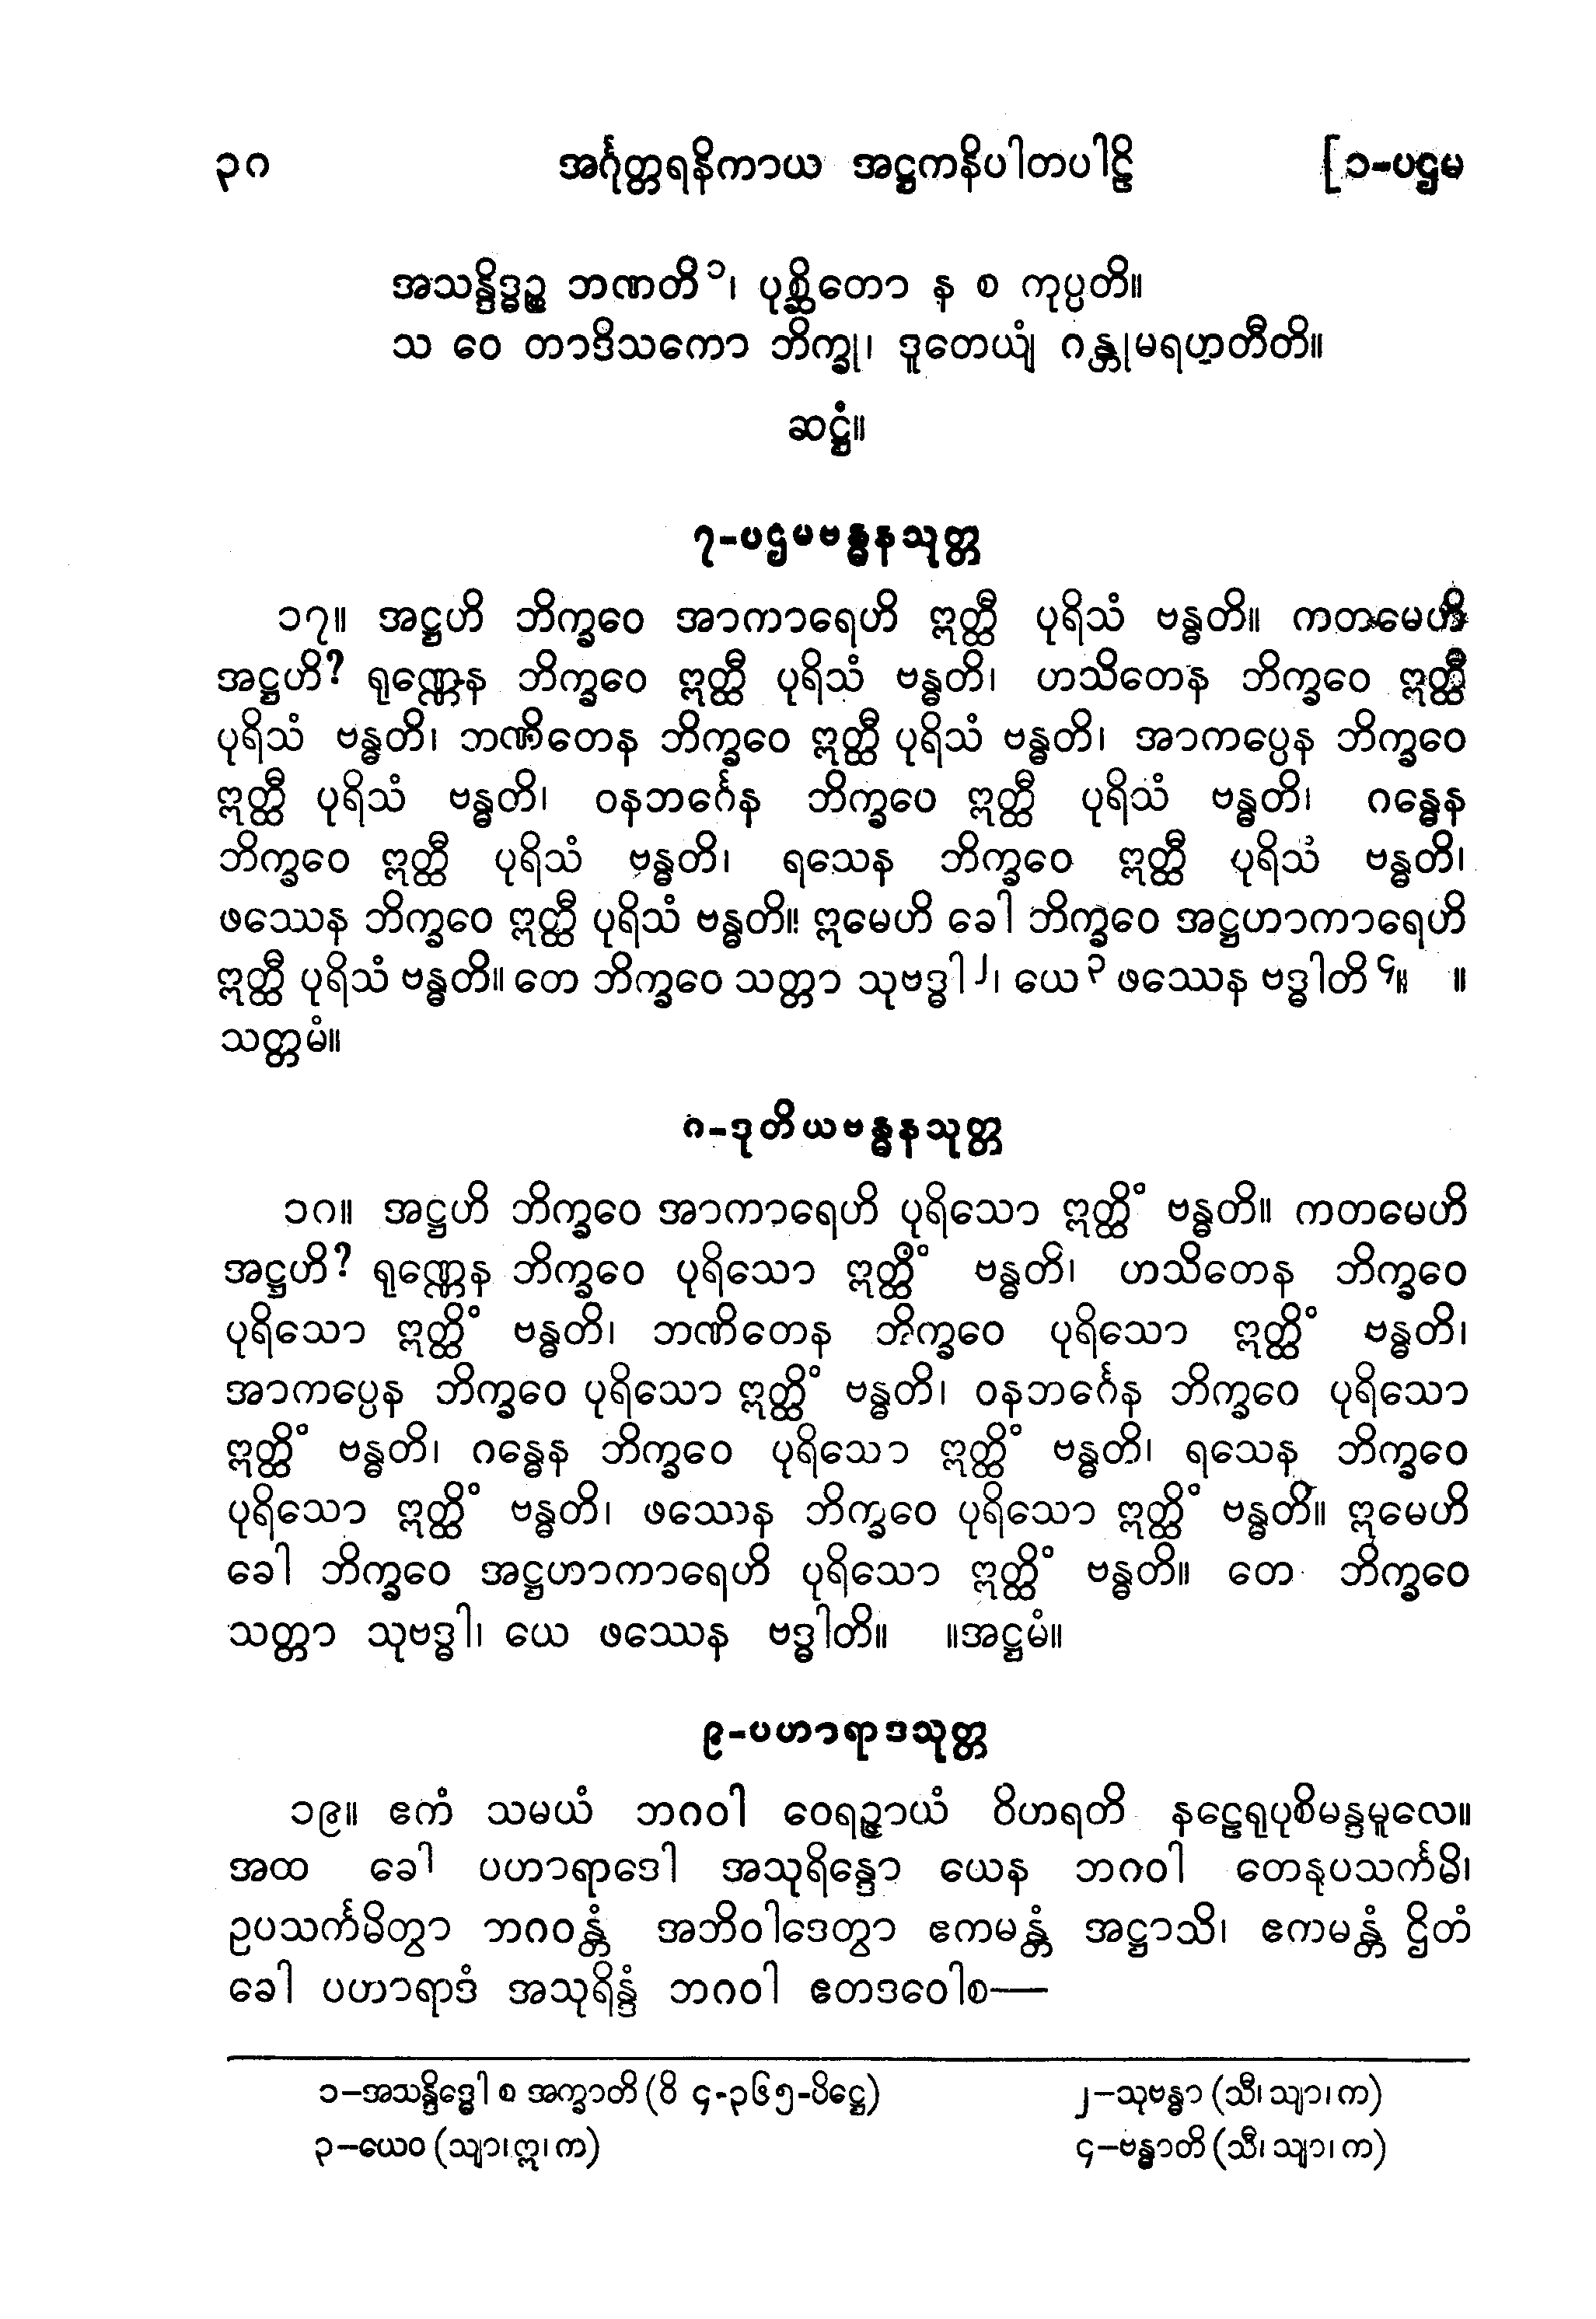 ၃၈ အင်္ဂုတ္တရနိကာယ အဋ္ဌကနိပါတပါဠိ [၁-ပဌမ
အသန္ဒိဒ္ဓဉ္စ ဘဏတိ၁၊ ပုစ္ဆိတော န စ ကုပ္ပတိ။
သ ဝေ တာဒိသကော ဘိက္ခု၊ ဒူတေယျံ ဂန္တုမရဟတီတိ။
ဆဋ္ဌံ။
၇-ပဌမဗန္ဓနသုတ္တ
၁၇။ အဋ္ဌဟိ ဘိက္ခဝေ အာကာရေဟိ ဣတ္ထီ ပုရိသံ ဗန္ဓတိ။ ကတမေဟိ
အဋ္ဌဟိ? ရုဏ္ဏေန ဘိက္ခဝေ ဣတ္ထီ ပုရိသံ ဗန္ဓတိ၊ ဟသိတေန ဘိက္ခဝေ ဣတ္ထီ
ပုရိသံ ဗန္ဓတိ၊ ဘဏိတေန ဘိက္ခဝေ ဣတ္ထီ ပုရိသံ ဗန္ဓတိ၊ အာကပ္ပေန ဘိက္ခဝေ
ဣတ္ထီ ပုရိသံ ဗန္ဓတိ၊ ဝနဘင်္ဂေန ဘိက္ခဝေ ဣတ္ထီ ပုရိသံ ဗန္ဓတိ၊ ဂန္ဓေန
ဘိက္ခဝေ ဣတ္ထီ ပုရိသံ ဗန္ဓတိ၊ ရသေန ဘိက္ခဝေ ဣတ္ထီ ပုရိသံ ဗန္ဓတိ၊
ဖဿေန ဘိက္ခဝေ ဣတ္ထီ ပုရိသံ ဗန္ဓတိ။ ဣမေဟိ ခေါ ဘိက္ခဝေ အဋ္ဌဟာကာရေဟိ
ဣတ္ထီ ပုရိသံ ဗန္ဓတိ။ တေ ဘိက္ခဝေ သတ္တာ သုဗဒ္ဓါ၂၊ ယေ၃ ဖဿေန ဗဒ္ဓါတိ၄။ ။
သတ္တမံ။
၈-ဒုတိယဗန္ဓနသုတ္တ
၁၈။ အဋ္ဌဟိ ဘိက္ခဝေ အာကာရေဟိ ပုရိသော ဣတ္ထိံ ဗန္ဓတိ။ ကတမေဟိ
အဋ္ဌဟိ? ရုဏ္ဏေန ဘိက္ခဝေ ပုရိသော ဣတ္ထိံ ဗန္ဓတိ၊ ဟသိတေန ဘိက္ခဝေ
ပုရိသော ဣတ္ထိံ ဗန္ဓတိ၊ ဘဏိတေန ဘိက္ခဝေ ပုရိသော ဣတ္ထိံ ဗန္ဓတိ၊
အာကပ္ပေန ဘိက္ခဝေ ပုရိသော ဣတ္ထိံ ဗန္ဓတိ၊ ဝနဘင်္ဂေန ဘိက္ခဝေ ပုရိသော
ဣတ္ထိံ ဗန္ဓတိ၊ ဂန္ဓေန ဘိက္ခဝေ ပုရိသော ဣတ္ထိံ ဗန္ဓတိ၊ ရသေန ဘိက္ခဝေ
ပုရိသော ဣတ္ထိံ ဗန္ဓတိ၊ ဖဿေန ဘိက္ခဝေ ပုရိသော ဣတ္ထိံ ဗန္ဓတိ။ ဣမေဟိ
ခေါ ဘိက္ခဝေ အဋ္ဌဟာကာရေဟိ ပုရိသော ဣတ္ထိံ ဗန္ဓတိ။ တေ ဘိက္ခဝေ
သတ္တာ သုဗဒ္ဓါ၊ ယေ ဖဿေန ဗဒ္ဓါတိ။ ။အဋ္ဌမံ။
၉-ပဟာရာဒသုတ္တ
၁၉။ ဧကံ သမယံ ဘဂဝါ ဝေရဉ္ဇာယံ ဝိဟရတိ နဠေရုပုစိမန္ဒမူလေ။
အထ ခေါ ပဟာရာဒေါ အသုရိန္ဒော ယေန ဘဂဝါ တေနုပသင်္ကမိ၊
ဥပသင်္ကမိတွာ ဘဂဝန္တံ အဘိဝါဒေတွာ ဧကမန္တံ အဋ္ဌာသိ၊ ဧကမန္တံ ဌိတံ
ခေါ ပဟာရာဒံ အသုရိန္ဒံ ဘဂဝါ ဧတဒဝေါစ—
၁–အသန္ဒိဒ္ဓေါ စ အက္ခာတိ (ဝိ ၄-၃၆၅-ပိဋ္ဌေ) ၂–သုဗန္ဓာ (သီ၊ သျာ၊ က)
၃–ယေဝ (သျာ၊ ဣ၊ က) ၄–ဗန္ဓာတိ (သီ၊ သျာ၊ က)